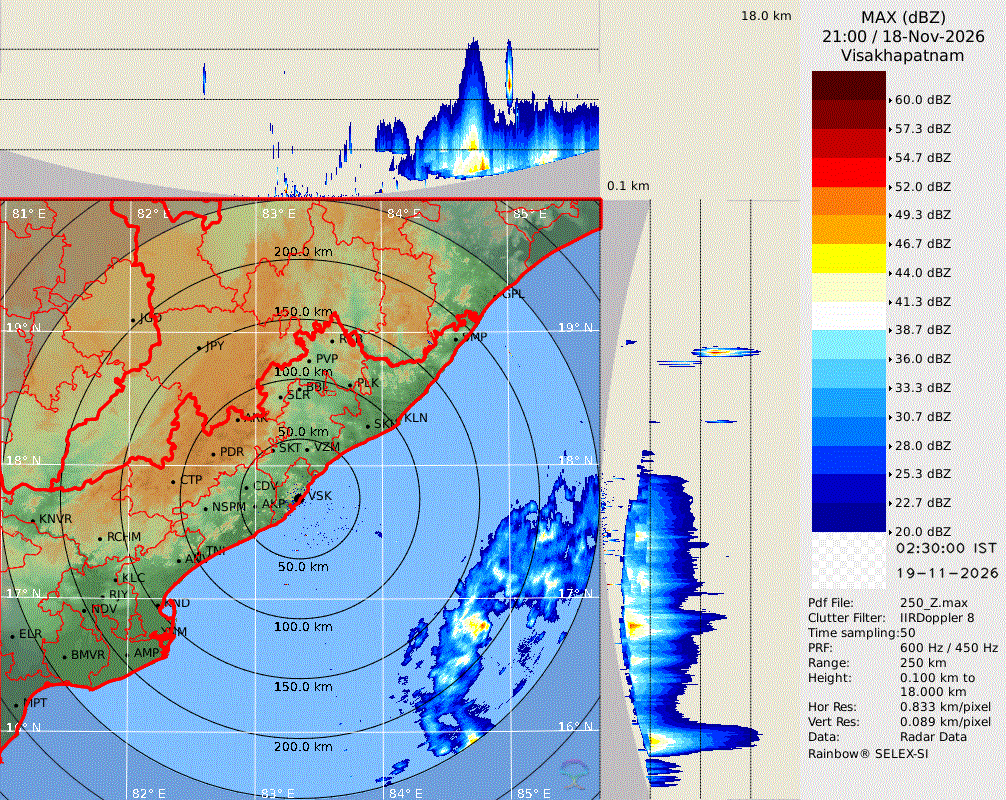 18.0 km
0.1 km
MAX (dBZ)
21:00 / 18-Nov-2026
Visakhapatnam
60.0 dBZ
57.3 dBZ
54.7 dBZ
52.0 dBZ
49.3 dBZ
46.7 dBZ
44.0 dBZ
41.3 dBZ
38.7 dBZ
36.0 dBZ
33.3 dBZ
30.7 dBZ
28.0 dBZ
25.3 dBZ
22.7 dBZ
20.0 dBZ
02:30:00 IST
19-11-2026
Pdf File: 250_Z.max
Clutter Filter: IIRDoppler 8
Time sampling:50
PRF: 600 Hz / 450 Hz
Range: 250 km
Height: 0.100 km to
18.000 km
Hor Res: 0.833 km/pixel
Vert Res: 0.089 km/pixel
Data: Radar Data
Rainbow® SELEX-SI
81° E 82° E 83° E 84° E 85° E
200.0 km
GPL
150.0 km
JGD
19° N 19° N
JPY
PVP
100.0 km
BBL PLK
SLR
KLN
50.0 km
SKT VZM
PDR
18° N 18° N
CTP
CDV
VSK
NSPM AKP
KNVR
RCHM
TNI
50.0 km
KLC
RJY
17° N 17° N
NDV
KND
100.0 km
ELR
BMVR AMP
150.0 km
MPT
16° N 16° N
200.0 km
82° E 83° E 84° E 85° E